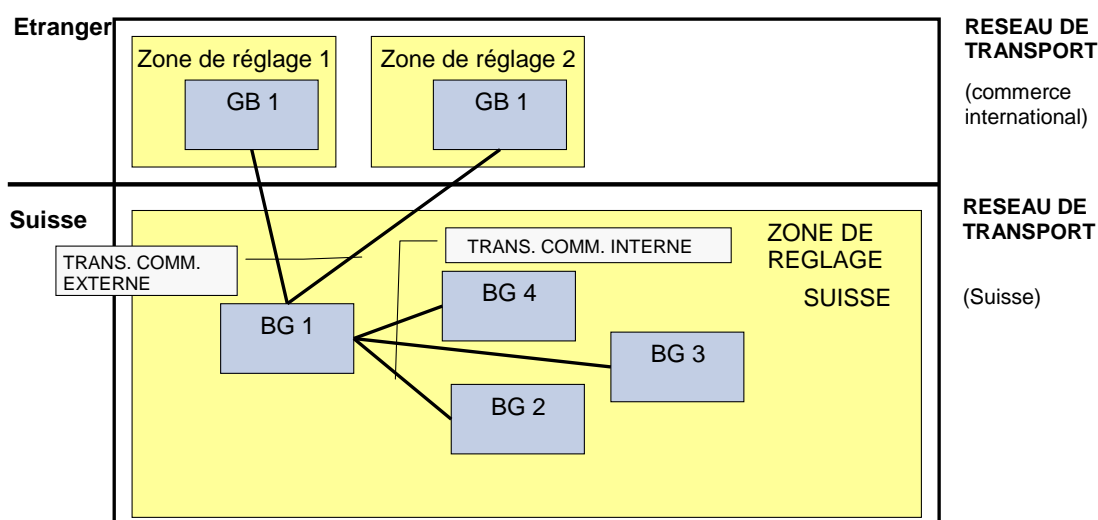 Etranger
Zone de réglage 1
GB 1
Zone de réglage 2
GB 1
RESEAU DE
TRANSPORT
(commerce
international)
Suisse
TRANS. COMM.
EXTERNE
TRANS. COMM. INTERNE
ZONE DE
REGLAGE
SUISSE
BG 1
BG 4
BG 3
BG 2
RESEAU DE
TRANSPORT
(Suisse)